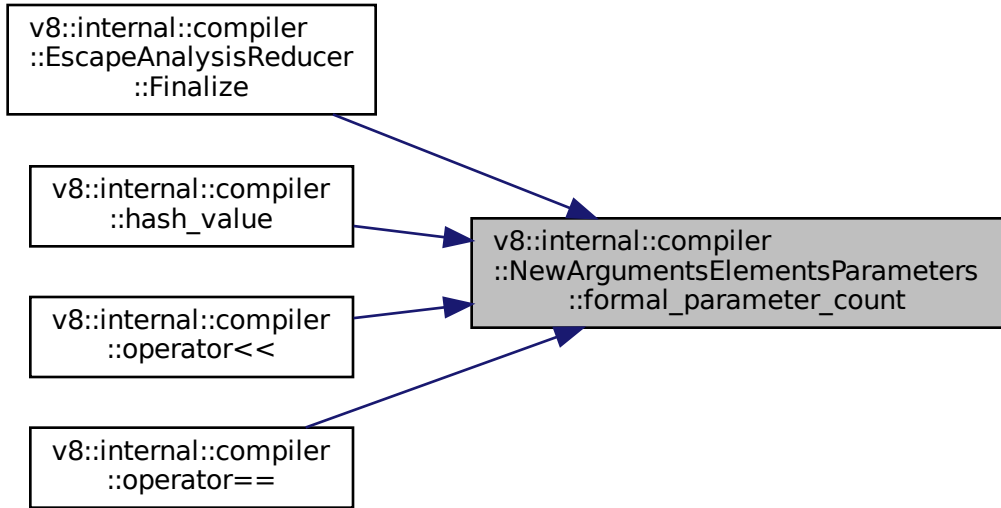 v8::internal::compiler
::EscapeAnalysisReducer
::Finalize
v8::internal::compiler
::hash_value
v8::internal::compiler
::NewArgumentsElementsParameters
::formal_parameter_count
v8::internal::compiler
::operator<<
v8::internal::compiler
::operator==